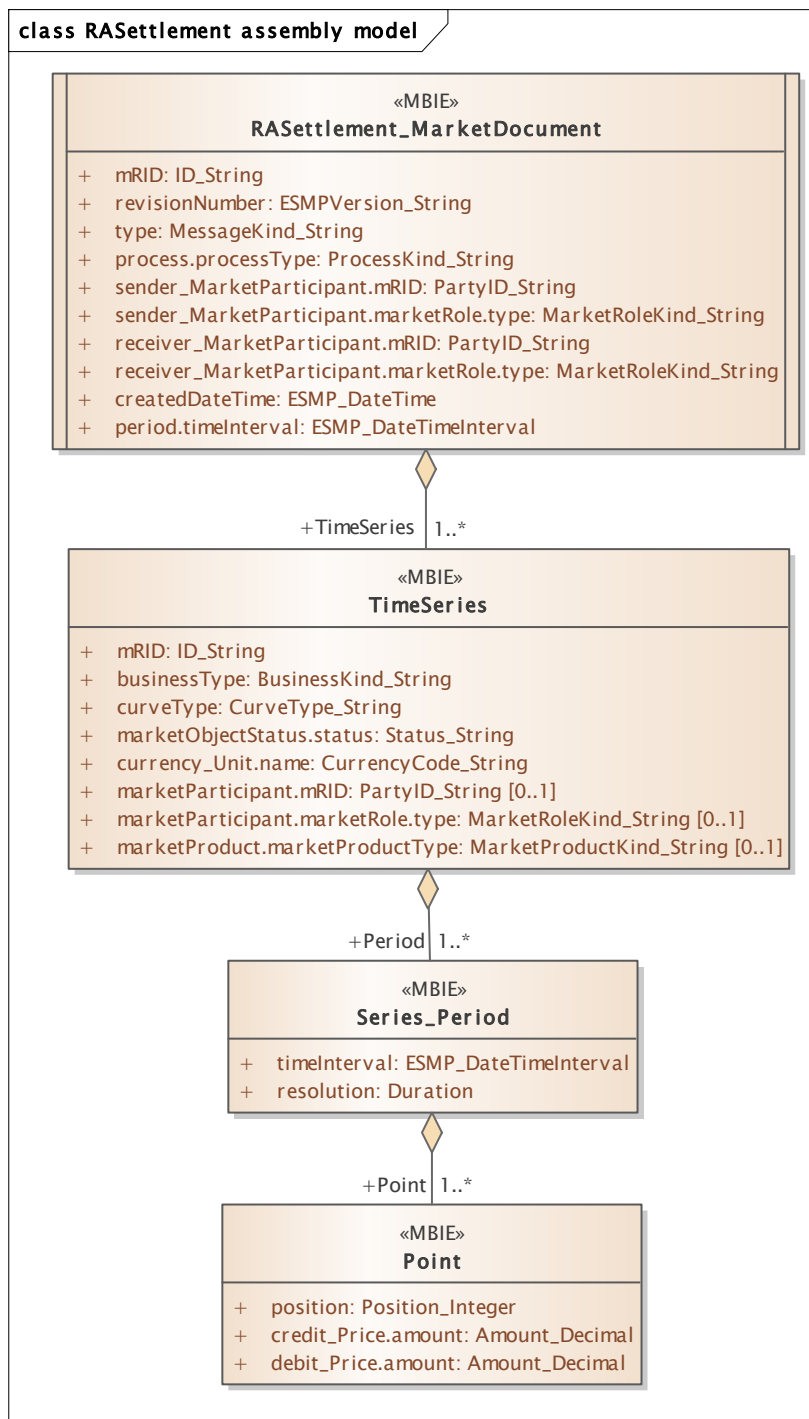 class RASettlement assembly model
«MBIE»
RASettlement_MarketDocument
+ mRID: ID_String
+ revisionNumber: ESMPVersion_String
+ type: MessageKind_String
+ process.processType: ProcessKind_String
+ sender_MarketParticipant.mRID: PartyID_String
+ sender_MarketParticipant.marketRole.type: MarketRoleKind_String
+ receiver_MarketParticipant.mRID: PartyID_String
+ receiver_MarketParticipant.marketRole.type: MarketRoleKind_String
+ createdDateTime: ESMP_DateTime
+ period.timeInterval: ESMP_DateTimeInterval
+TimeSeries 1..*
«MBIE»
TimeSeries
+ mRID: ID_String
+ businessType: BusinessKind_String
+ curveType: CurveType_String
+ marketObjectStatus.status: Status_String
+ currency_Unit.name: CurrencyCode_String
+ marketParticipant.mRID: PartyID_String [0..1]
+ marketParticipant.marketRole.type: MarketRoleKind_String [0..1]
+ marketProduct.marketProductType: MarketProductKind_String [0..1]
+Period 1..*
«MBIE»
Series_Period
+ timeInterval: ESMP_DateTimeInterval
+ resolution: Duration
+Point 1..*
«MBIE»
Point
+ position: Position_Integer
+ credit_Price.amount: Amount_Decimal
+ debit_Price.amount: Amount_Decimal